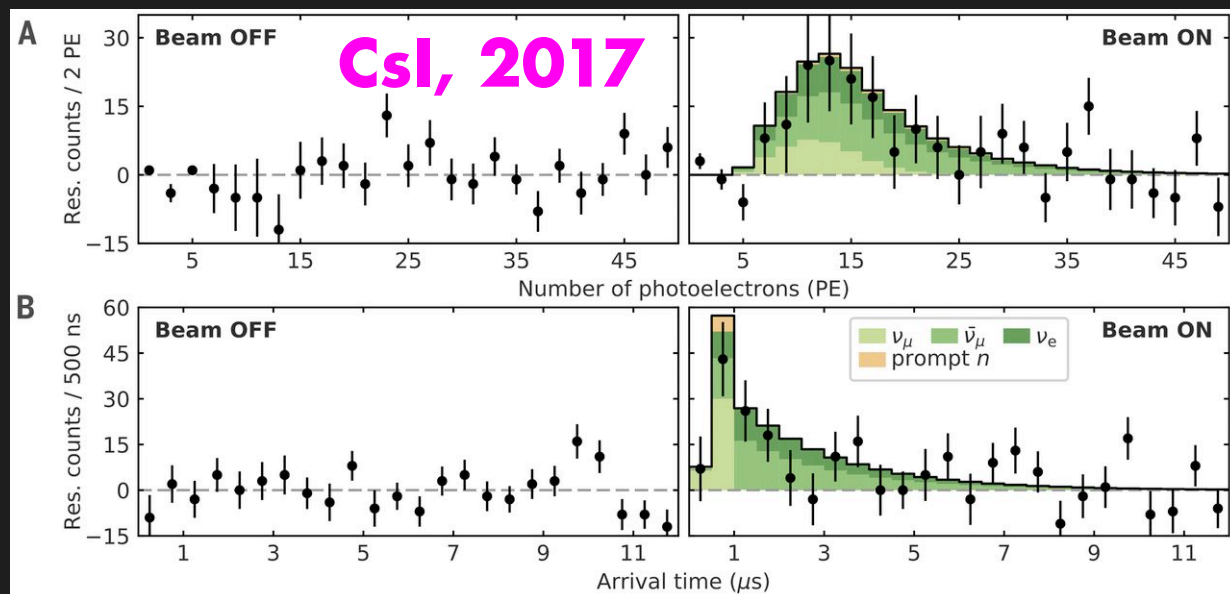 A
Beam OFF
CsI, 2017
Beam ON
Res. counts / 2 PE
30
15
0
−15
5 15 25 35 45
5 15 25 35 45
Number of photoelectrons (PE)
B
Beam OFF
Beam ON
Res. counts / 500 ns
60
45
30
15
0
−15
ν_μ ν̄_μ ν_e
prompt n
1 3 5 7 9 11
1 3 5 7 9 11
Arrival time (μs)